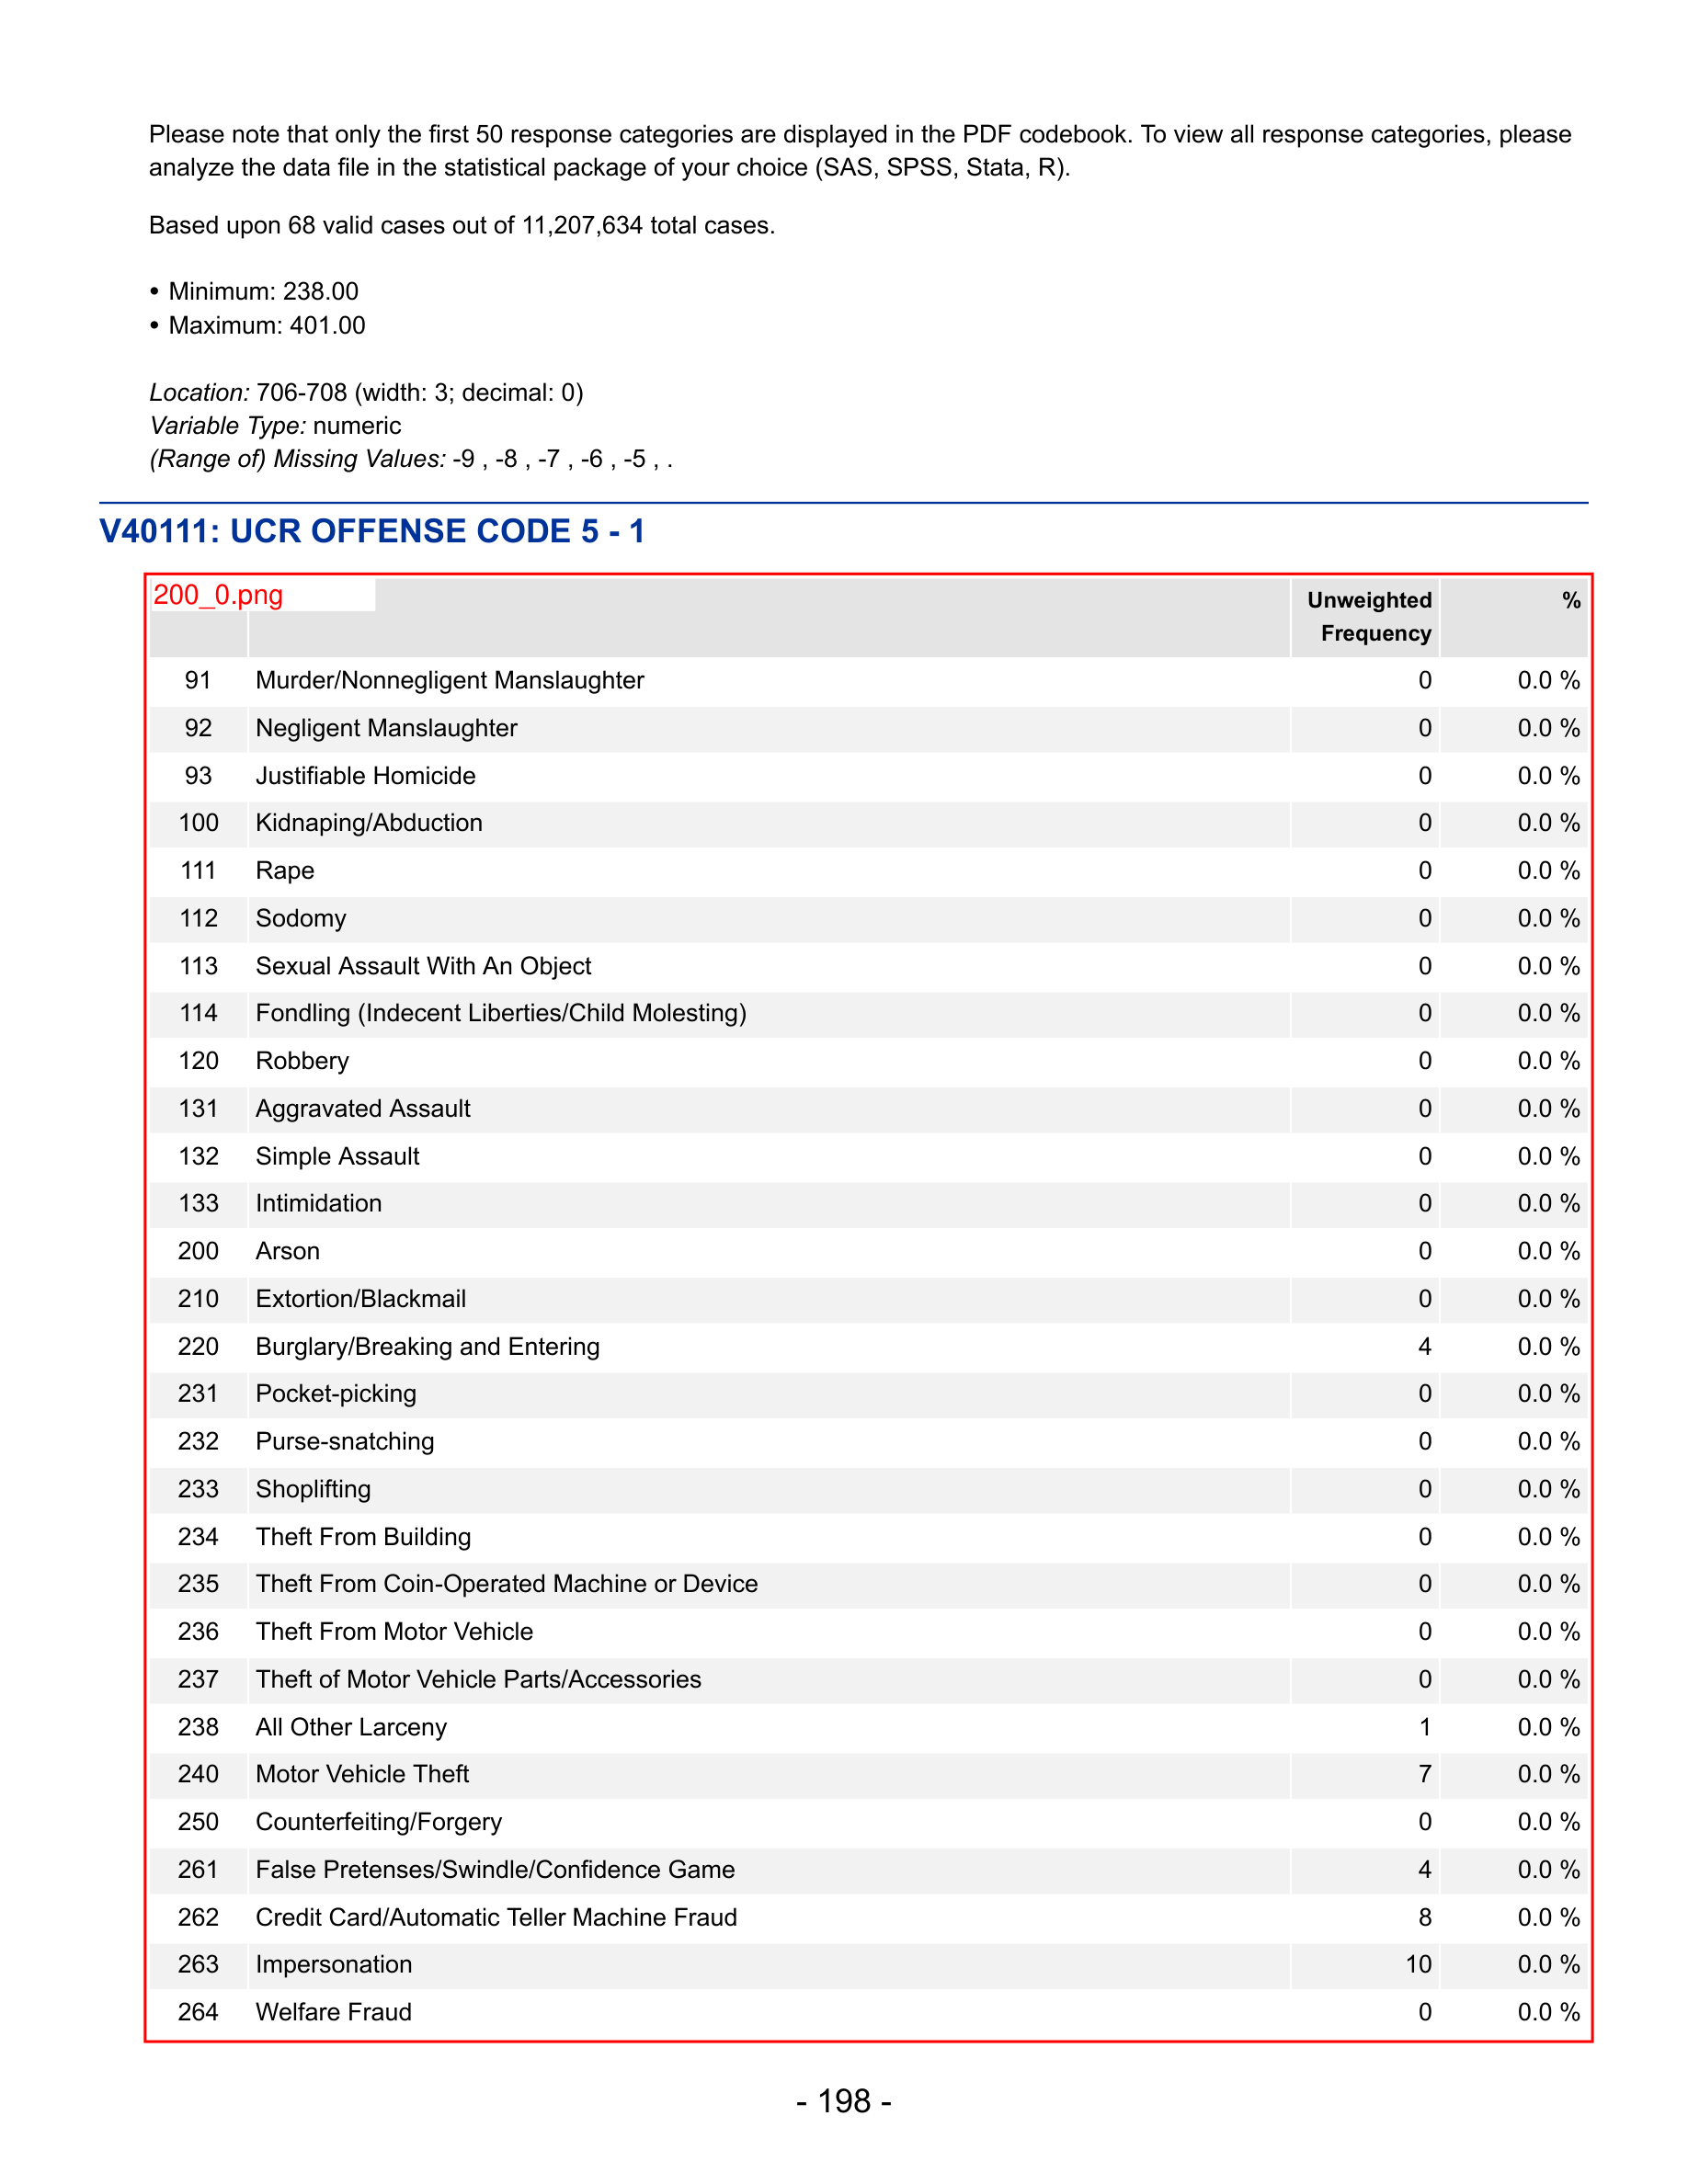 Please note that only the first 50 response categories are displayed in the PDF codebook. To view all response categories, please
analyze the data file in the statistical package of your choice (SAS, SPSS, Stata, R).
Based upon 68 valid cases out of 11,207,634 total cases.
• Minimum: 238.00
• Maximum: 401.00
Location: 706-708 (width: 3; decimal: 0)
Variable Type: numeric
(Range of) Missing Values: -9 , -8 , -7 , -6 , -5 , .
V40111: UCR OFFENSE CODE 5 - 1
200_0.png
Unweighted Frequency %
91 Murder/Nonnegligent Manslaughter 0 0.0 %
92 Negligent Manslaughter 0 0.0 %
93 Justifiable Homicide 0 0.0 %
100 Kidnaping/Abduction 0 0.0 %
111 Rape 0 0.0 %
112 Sodomy 0 0.0 %
113 Sexual Assault With An Object 0 0.0 %
114 Fondling (Indecent Liberties/Child Molesting) 0 0.0 %
120 Robbery 0 0.0 %
131 Aggravated Assault 0 0.0 %
132 Simple Assault 0 0.0 %
133 Intimidation 0 0.0 %
200 Arson 0 0.0 %
210 Extortion/Blackmail 0 0.0 %
220 Burglary/Breaking and Entering 4 0.0 %
231 Pocket-picking 0 0.0 %
232 Purse-snatching 0 0.0 %
233 Shoplifting 0 0.0 %
234 Theft From Building 0 0.0 %
235 Theft From Coin-Operated Machine or Device 0 0.0 %
236 Theft From Motor Vehicle 0 0.0 %
237 Theft of Motor Vehicle Parts/Accessories 0 0.0 %
238 All Other Larceny 1 0.0 %
240 Motor Vehicle Theft 7 0.0 %
250 Counterfeiting/Forgery 0 0.0 %
261 False Pretenses/Swindle/Confidence Game 4 0.0 %
262 Credit Card/Automatic Teller Machine Fraud 8 0.0 %
263 Impersonation 10 0.0 %
264 Welfare Fraud 0 0.0 %
- 198 -